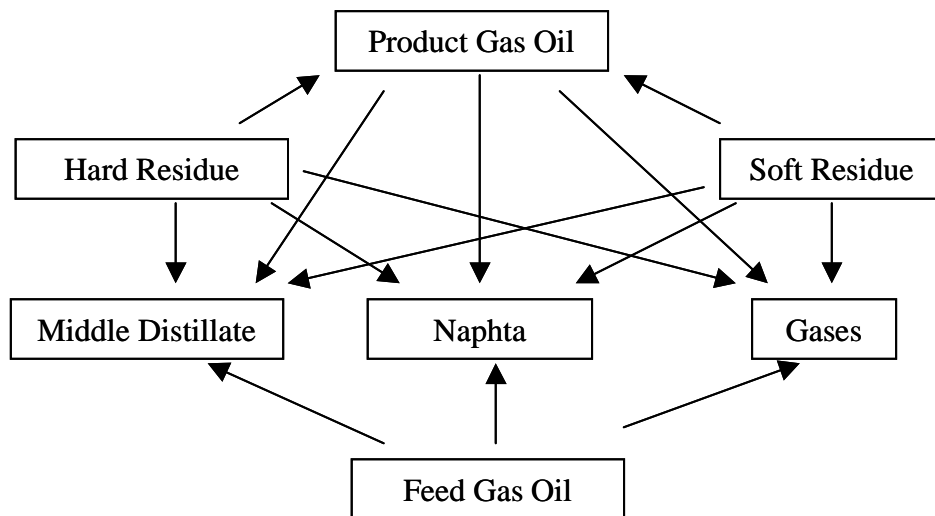 Product Gas Oil
Hard Residue
Soft Residue
Middle Distillate
Naphta
Gases
Feed Gas Oil